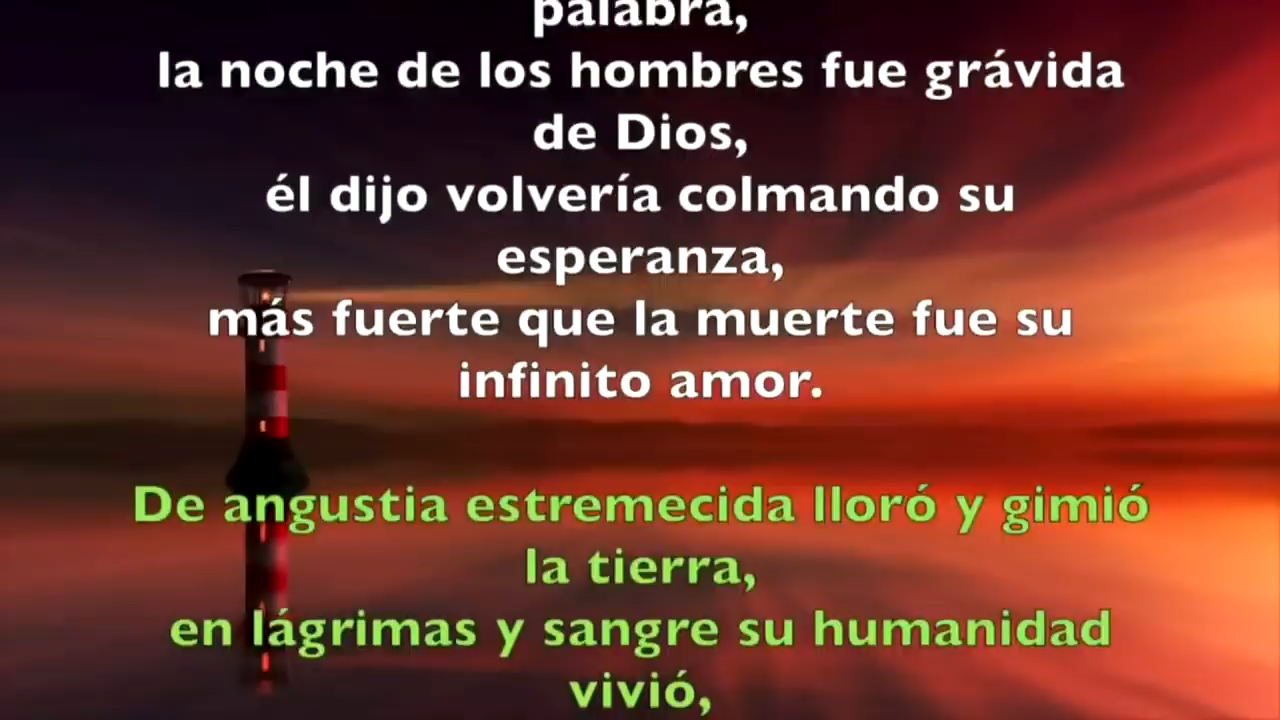 palabra,
la noche de los hombres fue grávida
de Dios,
él dijo volvería colmando su
esperanza,
más fuerte que la muerte fue su
infinito amor.
De angustia estremecida lloró y gimió
la tierra,
en lágrimas y sangre su humanidad
vivió,